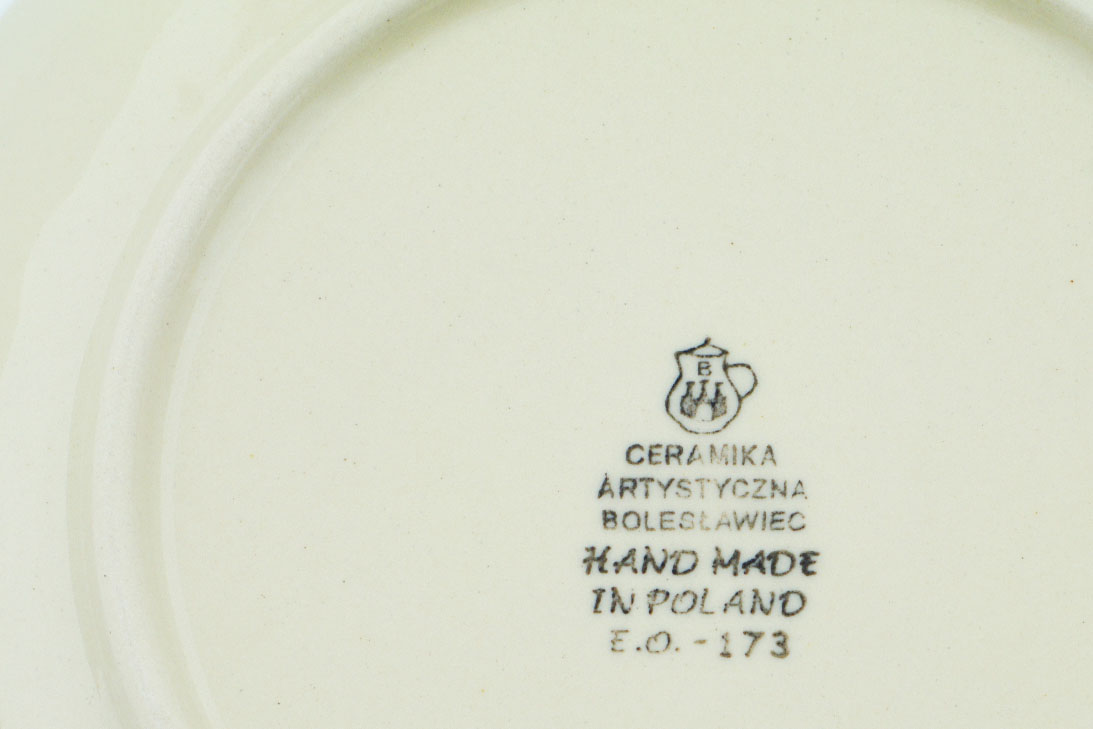 B
CERAMIKA
ARTYSTYCZNA
BOLESŁAWIEC
HAND MADE
IN POLAND
E.O. - 173